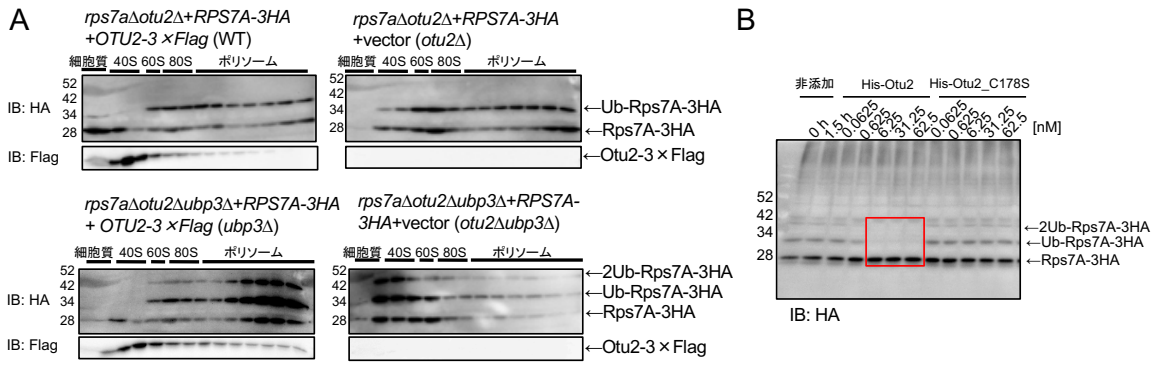 A
rps7aΔotu2Δ+RPS7A-3HA
+OTU2-3×Flag (WT)
細胞質 40S 60S 80S ポリソーム
52
42
34
28
IB: HA
IB: Flag
rps7aΔotu2Δ+RPS7A-3HA
+vector (otu2Δ)
細胞質 40S 60S 80S ポリソーム
52
42
34
28
←Ub-Rps7A-3HA
←Rps7A-3HA
←Otu2-3×Flag
rps7aΔotu2Δubp3Δ+RPS7A-3HA
+ OTU2-3×Flag (ubp3Δ)
細胞質 40S 60S 80S ポリソーム
52
42
34
28
IB: HA
IB: Flag
rps7aΔotu2Δubp3Δ+RPS7A-
3HA+vector (otu2Δubp3Δ)
細胞質 40S 60S 80S ポリソーム
52
42
34
28
←2Ub-Rps7A-3HA
←Ub-Rps7A-3HA
←Rps7A-3HA
←Otu2-3×Flag
B
非添加 His-Otu2 His-Otu2_C178S
0 h 1.5 h 0.0625 0.625 6.25 31.25 62.5 0.0625 0.625 6.25 31.25 62.5 [nM]
52
42
34
28
←2Ub-Rps7A-3HA
←Ub-Rps7A-3HA
←Rps7A-3HA
IB: HA